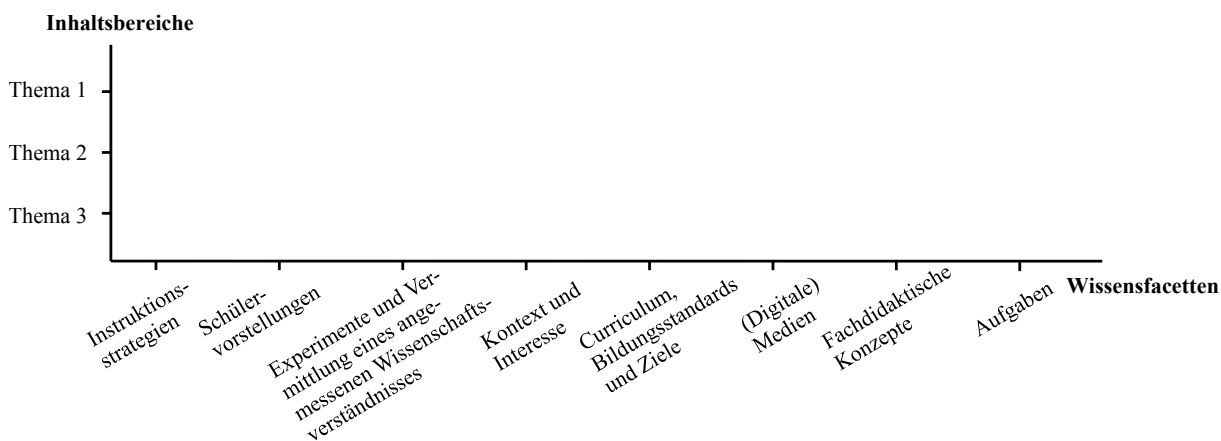 Inhaltsbereiche
Thema 1
Thema 2
Thema 3
Instruktions-
strategien
Schüler-
vorstellungen
Experimente und Ver-
mittlung eines ange-
messenen Wissenschafts-
verständnisses
Kontext und
Interesse
Curriculum,
Bildungsstandards
und Ziele
(Digitale)
Medien
Fachdidaktische
Konzepte
Aufgaben
Wissensfacetten